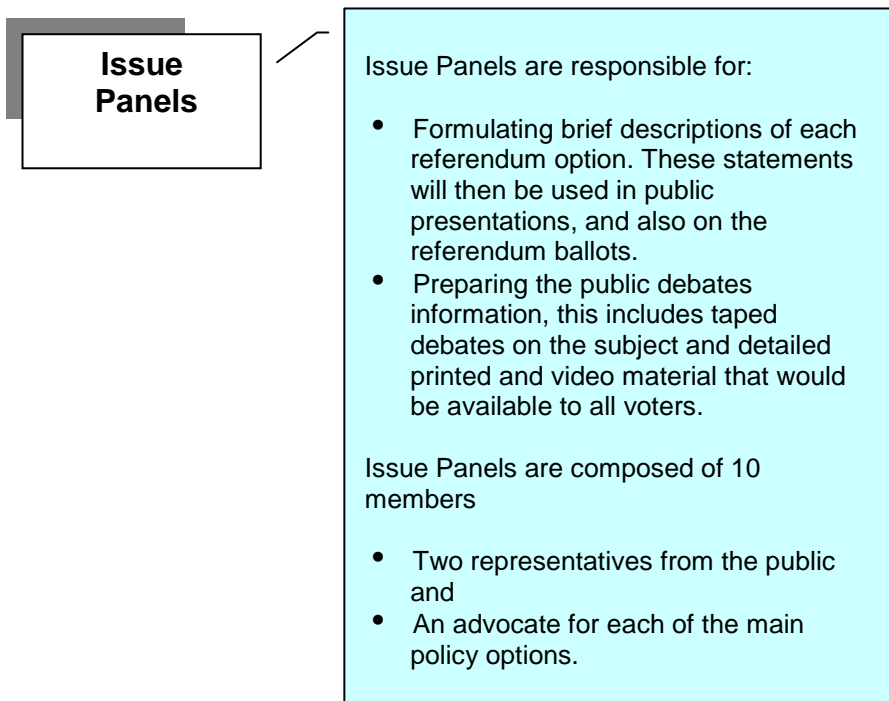 Issue
Panels
Issue Panels are responsible for:
• Formulating brief descriptions of each
referendum option. These statements
will then be used in public
presentations, and also on the
referendum ballots.
• Preparing the public debates
information, this includes taped
debates on the subject and detailed
printed and video material that would
be available to all voters.
Issue Panels are composed of 10
members
• Two representatives from the public
and
• An advocate for each of the main
policy options.